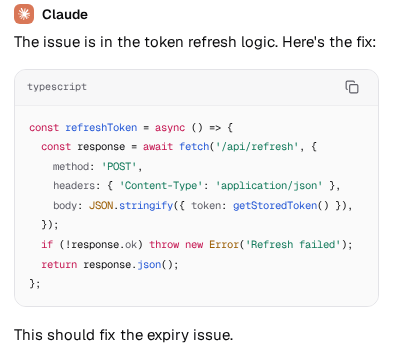 Claude
The issue is in the token refresh logic. Here's the fix:
typescript
const refreshToken = async () => {
  const response = await fetch('/api/refresh', {
    method: 'POST',
    headers: { 'Content-Type': 'application/json' },
    body: JSON.stringify({ token: getStoredToken() }),
  });
  if (!response.ok) throw new Error('Refresh failed');
  return response.json();
};
This should fix the expiry issue.